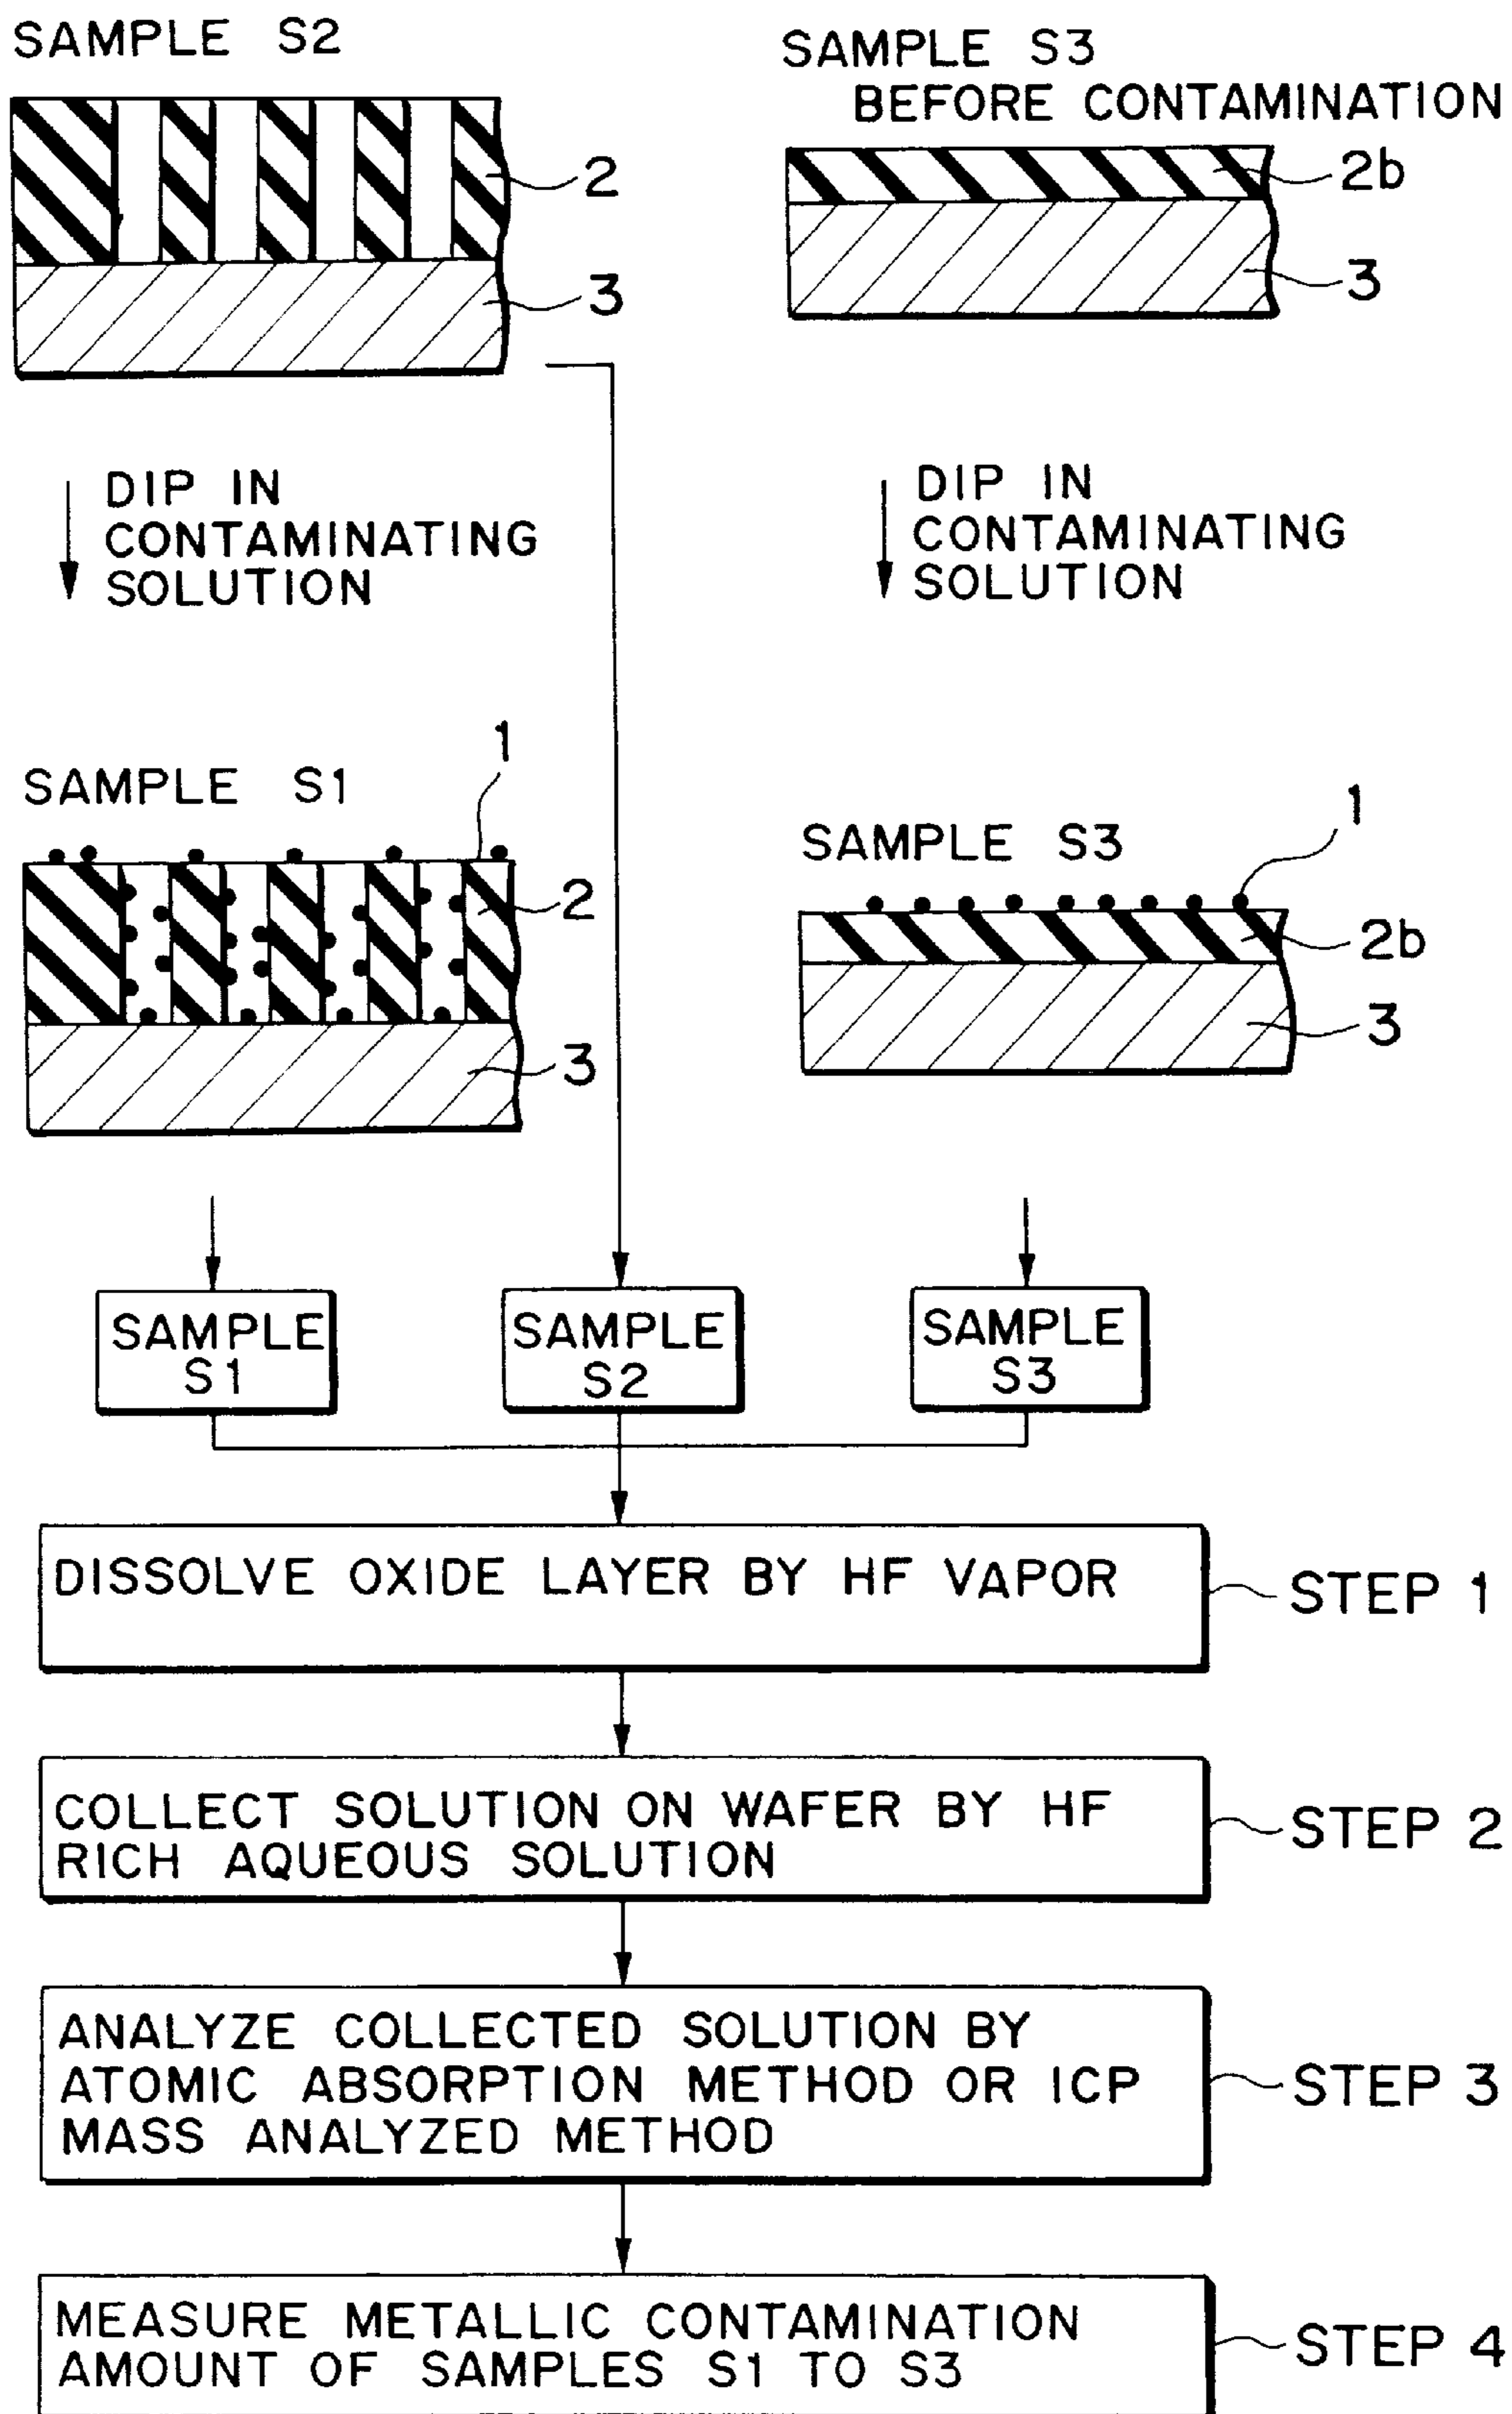 SAMPLE S2
2
3
SAMPLE S3
BEFORE CONTAMINATION
2b
3
DIP IN
CONTAMINATING
SOLUTION
DIP IN
CONTAMINATING
SOLUTION
SAMPLE S1
1
2
3
SAMPLE S3
1
2b
3
SAMPLE
S1
SAMPLE
S2
SAMPLE
S3
DISSOLVE OXIDE LAYER BY HF VAPOR
STEP 1
COLLECT SOLUTION ON WAFER BY HF
RICH AQUEOUS SOLUTION
STEP 2
ANALYZE COLLECTED SOLUTION BY
ATOMIC ABSORPTION METHOD OR ICP
MASS ANALYZED METHOD
STEP 3
MEASURE METALLIC CONTAMINATION
AMOUNT OF SAMPLES S1 TO S3
STEP 4